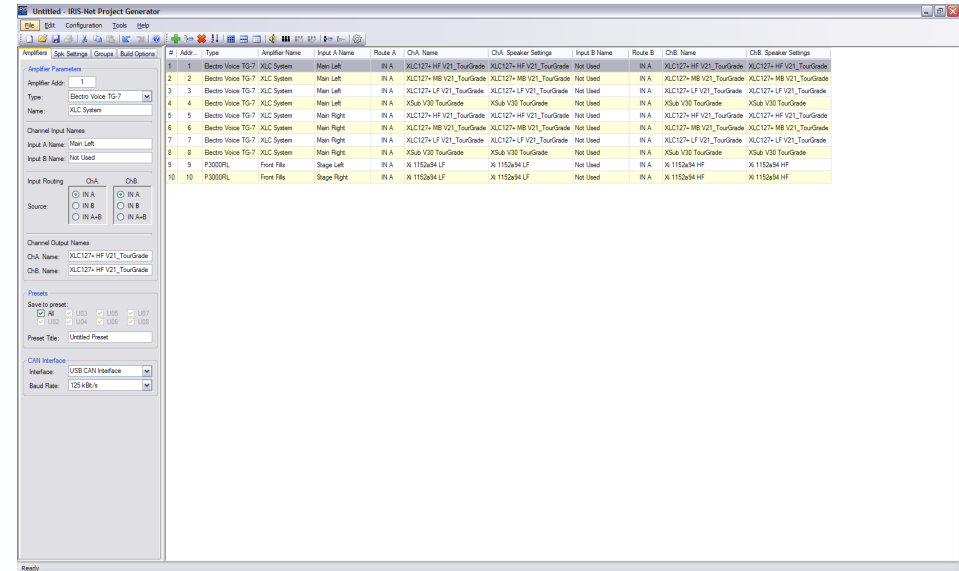 Untitled - IRIS-Net Project Generator
File Edit Configuration Tools Help
Amplifiers Spk Settings Groups Build Options
Amplifier Parameters
Amplifier Addr: 1
Type: Electro Voice TG-7
Name: XLC System
Channel Input Names
Input A Name: Main Left
Input B Name: Not Used
Input Routing ChA. ChB.
Source:
IN A IN A
IN B IN B
IN A+B IN A+B
Channel Output Names
ChA. Name: XLC127+ HF V21_TourGrade
ChB. Name: XLC127+ HF V21_TourGrade
Presets
Save to preset:
All U03 U05 U07
U02 U04 U06 U08
Preset Title: Untitled Preset
CAN Interface
Interface: USB CAN Interface
Baud Rate: 125 kBit/s
# Addr... Type Amplifier Name Input A Name Route A ChA. Name ChA. Speaker Settings Input B Name Route B ChB. Name ChB. Speaker Settings
1 1 Electro Voice TG-7 XLC System Main Left IN A XLC127+ HF V21_TourGrade XLC127+ HF V21_TourGrade Not Used IN A XLC127+ HF V21_TourGrade XLC127+ HF V21_TourGrade
2 2 Electro Voice TG-7 XLC System Main Left IN A XLC127+ MB V21_TourGrade XLC127+ MB V21_TourGrade Not Used IN A XLC127+ MB V21_TourGrade XLC127+ MB V21_TourGrade
3 3 Electro Voice TG-7 XLC System Main Left IN A XLC127+ LF V21_TourGrade XLC127+ LF V21_TourGrade Not Used IN A XLC127+ LF V21_TourGrade XLC127+ LF V21_TourGrade
4 4 Electro Voice TG-7 XLC System Main Left IN A XSub V30 TourGrade XSub V30 TourGrade Not Used IN A XSub V30 TourGrade XSub V30 TourGrade
5 5 Electro Voice TG-7 XLC System Main Right IN A XLC127+ HF V21_TourGrade XLC127+ HF V21_TourGrade Not Used IN A XLC127+ HF V21_TourGrade XLC127+ HF V21_TourGrade
6 6 Electro Voice TG-7 XLC System Main Right IN A XLC127+ MB V21_TourGrade XLC127+ MB V21_TourGrade Not Used IN A XLC127+ MB V21_TourGrade XLC127+ MB V21_TourGrade
7 7 Electro Voice TG-7 XLC System Main Right IN A XLC127+ LF V21_TourGrade XLC127+ LF V21_TourGrade Not Used IN A XLC127+ LF V21_TourGrade XLC127+ LF V21_TourGrade
8 8 Electro Voice TG-7 XLC System Main Right IN A XSub V30 TourGrade XSub V30 TourGrade Not Used IN A XSub V30 TourGrade XSub V30 TourGrade
9 9 P3000RL Front Fills Stage Left IN A Xi 1152a94 LF Xi 1152a94 LF Not Used IN A Xi 1152a94 HF Xi 1152a94 HF
10 10 P3000RL Front Fills Stage Right IN A Xi 1152a94 LF Xi 1152a94 LF Not Used IN A Xi 1152a94 HF Xi 1152a94 HF
Ready